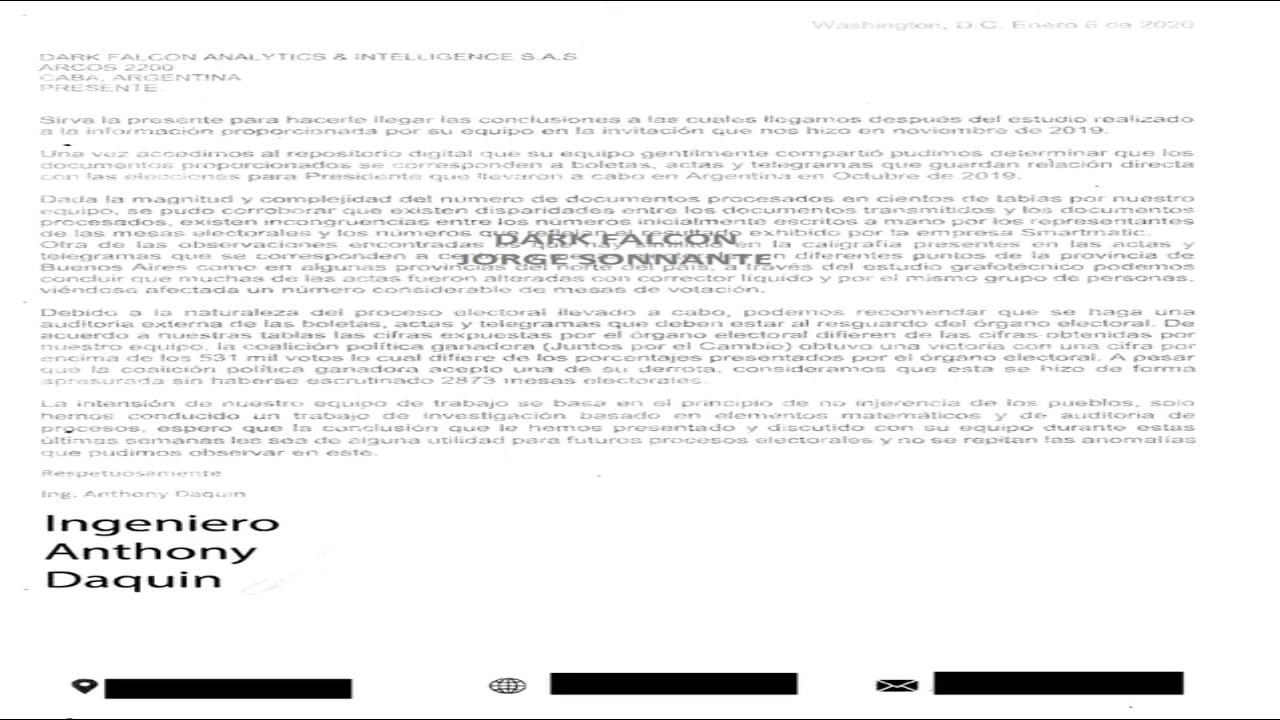 Washington, D.C. Enero 6 de 2020
DARK FALCON ANALYTICS & INTELLIGENCE S.A.S
ARCOS 2200
CABA, ARGENTINA
PRESENTE
Sirva la presente para hacerle llegar las conclusiones a las cuales llegamos después del estudio realizado
a la información proporcionada por su equipo en la invitación que nos hizo en noviembre de 2019.
Una vez accedimos al repositorio digital que su equipo gentilmente compartió pudimos determinar que los
documentos proporcionados se corresponden a boletas, actas y telegramas que guardan relación directa
con las elecciones para Presidente que llevaron a cabo en Argentina en Octubre de 2019.
Dada la magnitud y complejidad del número de documentos procesados en cientos de tablas por nuestro
equipo, se pudo corroborar que existen disparidades entre los documentos transmitidos y los documentos
procesados, existen incongruencias entre los números inicialmente escritos a mano por los representantes
de las mesas electorales y los números que reflejan el resultado exhibido por la empresa Smartmatic.
DARK FALCON
Otra de las observaciones encontradas es que en la caligrafía presentes en las actas y
JORGE SONNANTE
telegramas que se corresponden a en diferentes puntos de la provincia de
Buenos Aires como en algunas provincias del norte del país, a través del estudio grafotécnico podemos
concluir que muchas de las actas fueron alteradas con corrector líquido y por el mismo grupo de personas,
viéndose afectada un número considerable de mesas de votación.
Debido a la naturaleza del proceso electoral llevado a cabo, podemos recomendar que se haga una
auditoria externa de las boletas, actas y telegramas que deben estar al resguardo del órgano electoral. De
acuerdo a nuestras tablas las cifras expuestas por el órgano electoral difieren de las cifras obtenidas por
nuestro equipo, la coalición política ganadora (Juntos por el Cambio) obtuvo una victoria con una cifra por
encima de los 531 mil votos lo cual difiere de los porcentajes presentados por el órgano electoral. A pesar
que la coalición política ganadora acepto una de su derrota, consideramos que esta se hizo de forma
apresurada sin haberse escrutinado 2873 mesas electorales.
La intensión de nuestro equipo de trabajo se basa en el principio de no injerencia de los pueblos, solo
hemos conducido un trabajo de investigación basado en elementos matemáticos y de auditoria de
procesos, espero que la conclusión que le hemos presentado y discutido con su equipo durante estas
últimas semanas les sea de alguna utilidad para futuros procesos electorales y no se repitan las anomalías
que pudimos observar en este.
Respetuosamente
Ing. Anthony Daquin
Ingeniero
Anthony
Daquin